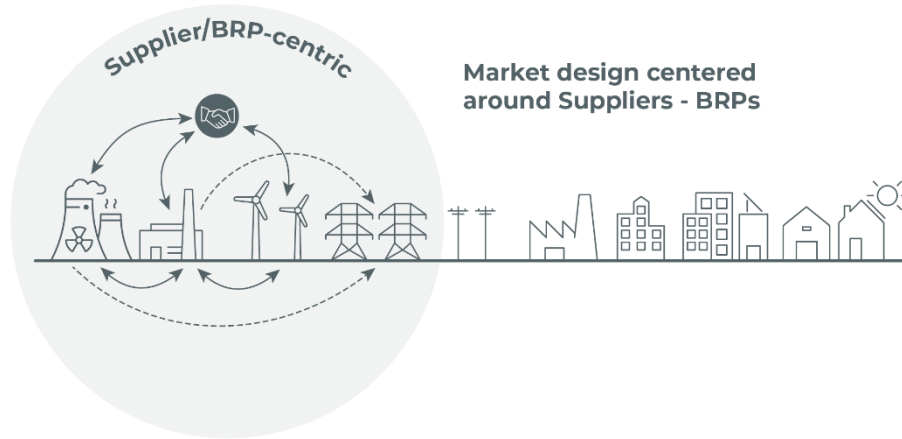 Supplier/BRP-centric
Market design centered
around Suppliers - BRPs